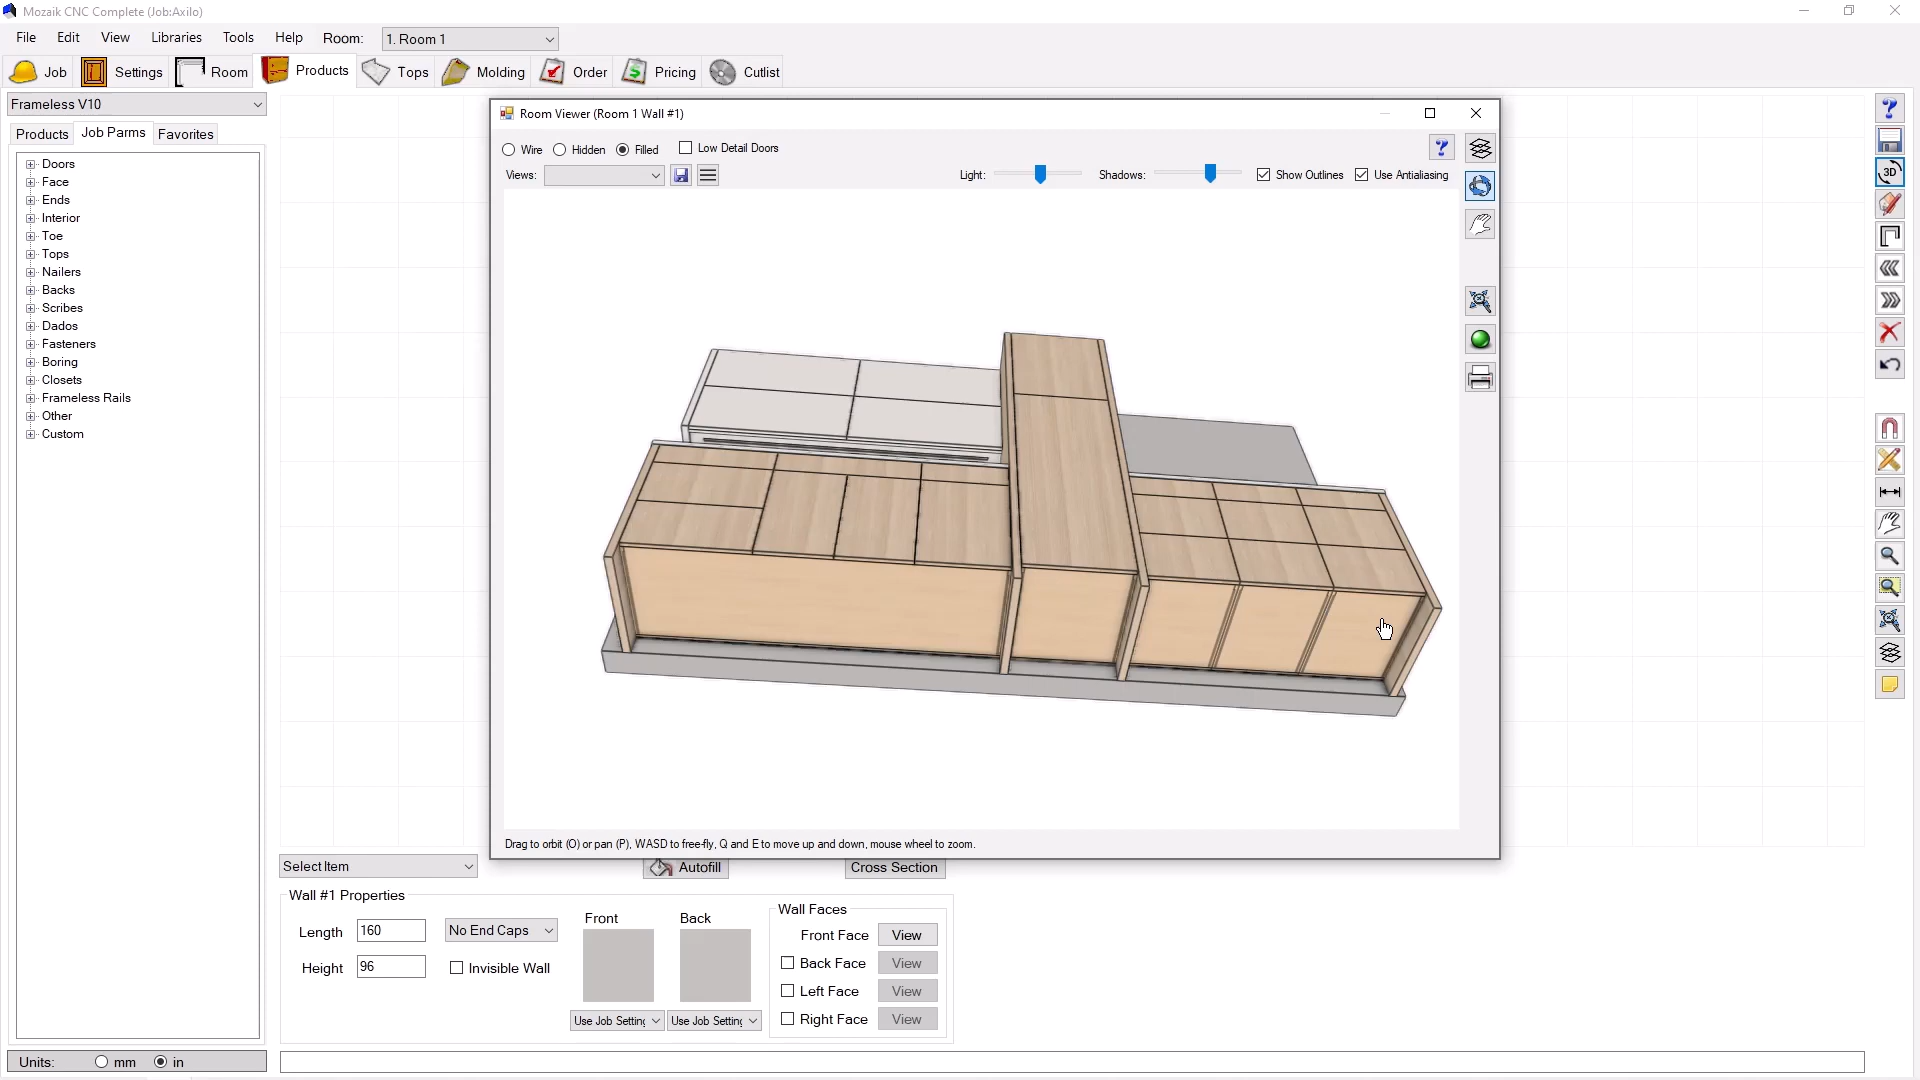 Mozaik CNC Complete (Job:Axilo)
File Edit View Libraries Tools Help Room: 1. Room 1
Job Settings Room Products Tops Molding Order Pricing Cutlist
Frameless V10
Products Job Parms Favorites
Doors
Face
Ends
Interior
Toe
Tops
Nailers
Backs
Scribes
Dados
Fasteners
Boring
Closets
Frameless Rails
Other
Custom
Units: mm in
Room Viewer (Room 1 Wall #1)
Wire Hidden Filled Low Detail Doors
Views: Light: Shadows: Show Outlines Use Antialiasing
Drag to orbit (O) or pan (P), WASD to free-fly, Q and E to move up and down, mouse wheel to zoom.
3D
Select Item Autofill Cross Section
Wall #1 Properties
Length 160 No End Caps
Height 96 Invisible Wall
Front Back
Use Job Setting Use Job Setting
Wall Faces
Front Face View
Back Face View
Left Face View
Right Face View